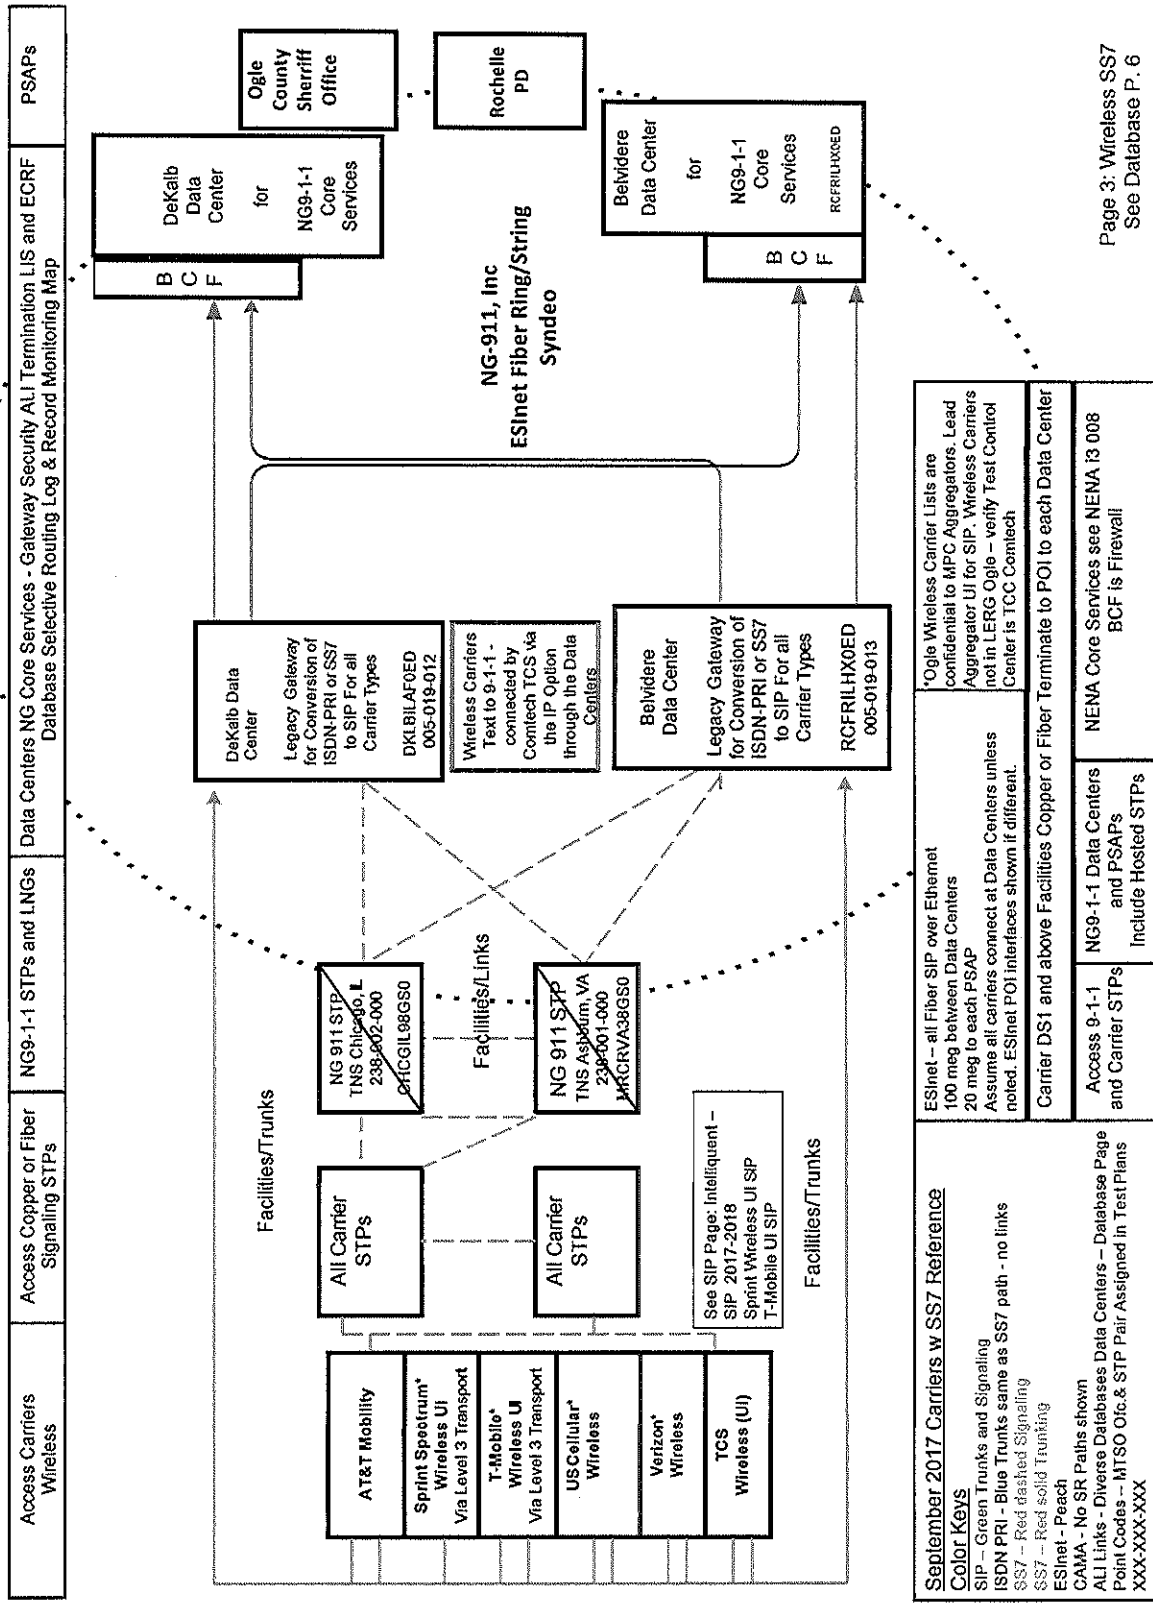 Access Carriers
Wireless
Access Copper or Fiber
Signaling STPs
NG9-1-1 STPs and LNGs
Data Centers NG Core Services - Gateway Security ALI Termination LIS and ECRF
Database Selective Routing Log & Record Monitoring Map
PSAPs
AT&T Mobility
Sprint Spectrum*
Wireless UI
Via Level 3 Transport
T-Mobile*
Wireless UI
Via Level 3 Transport
USCellular*
Wireless
Verizon*
Wireless
TCS
Wireless (UI)
Facilities/Trunks
All Carrier
STPs
All Carrier
STPs
See SIP Page: Intelliquent –
SIP 2017-2018
Sprint Wireless UI SIP
T-Mobile UI SIP
Facilities/Trunks
NG 911 STP
TNS Chicago, IL
238-002-000
CHCGIL98GS0
Facilities/Links
NG 911 STP
TNS Ashburn, VA
238-001-000
MRCRVA38GS0
DeKalb Data
Center
Legacy Gateway
for Conversion of
ISDN-PRI or SS7
to SIP For all
Carrier Types
DKLBILAF0ED
005-019-012
Wireless Carriers
Text to 9-1-1 -
connected by
Comtech TCS via
the IP Option
through the Data
Centers
Belvidere
Data Center
Legacy Gateway
for Conversion of
ISDN-PRI or SS7
to SIP For all
Carrier Types
RCFRILHX0ED
005-019-013
B
C
F
DeKalb
Data
Center
for
NG9-1-1
Core
Services
Ogle
County
Sherriff
Office
Rochelle
PD
NG-911, Inc
ESInet Fiber Ring/String
Syndeo
B
C
F
Belvidere
Data Center
for
NG9-1-1
Core
Services
RCFRILHX0ED
September 2017 Carriers w SS7 Reference
Color Keys
SIP – Green Trunks and Signaling
ISDN PRI - Blue Trunks same as SS7 path - no links
SS7 – Red dashed Signaling
SS7 – Red solid Trunking
ESInet - Peach
CAMA - No SR Paths shown
ALI Links - Diverse Databases Data Centers – Database Page
Point Codes – MTSO Ofc.& STP Pair Assigned in Test Plans
XXX-XXX-XXX
ESInet – all Fiber SIP over Ethernet
100 meg between Data Centers
20 meg to each PSAP
Assume all carriers connect at Data Centers unless
noted. ESInet POI interfaces shown if different.
*Ogle Wireless Carrier Lists are
confidential to MPC Aggregators. Lead
Aggregator UI for SIP. Wireless Carriers
not in LERG Ogle – verify Test Control
Center is TCC Comtech
Carrier DS1 and above Facilities Copper or Fiber Terminate to POI to each Data Center
Access 9-1-1
and Carrier STPs
NG9-1-1 Data Centers
and PSAPs
Include Hosted STPs
NENA Core Services see NENA i3 008
BCF is Firewall
Page 3: Wireless SS7
See Database P. 6